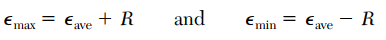 ϵmax = ϵave + R and ϵmin = ϵave − R